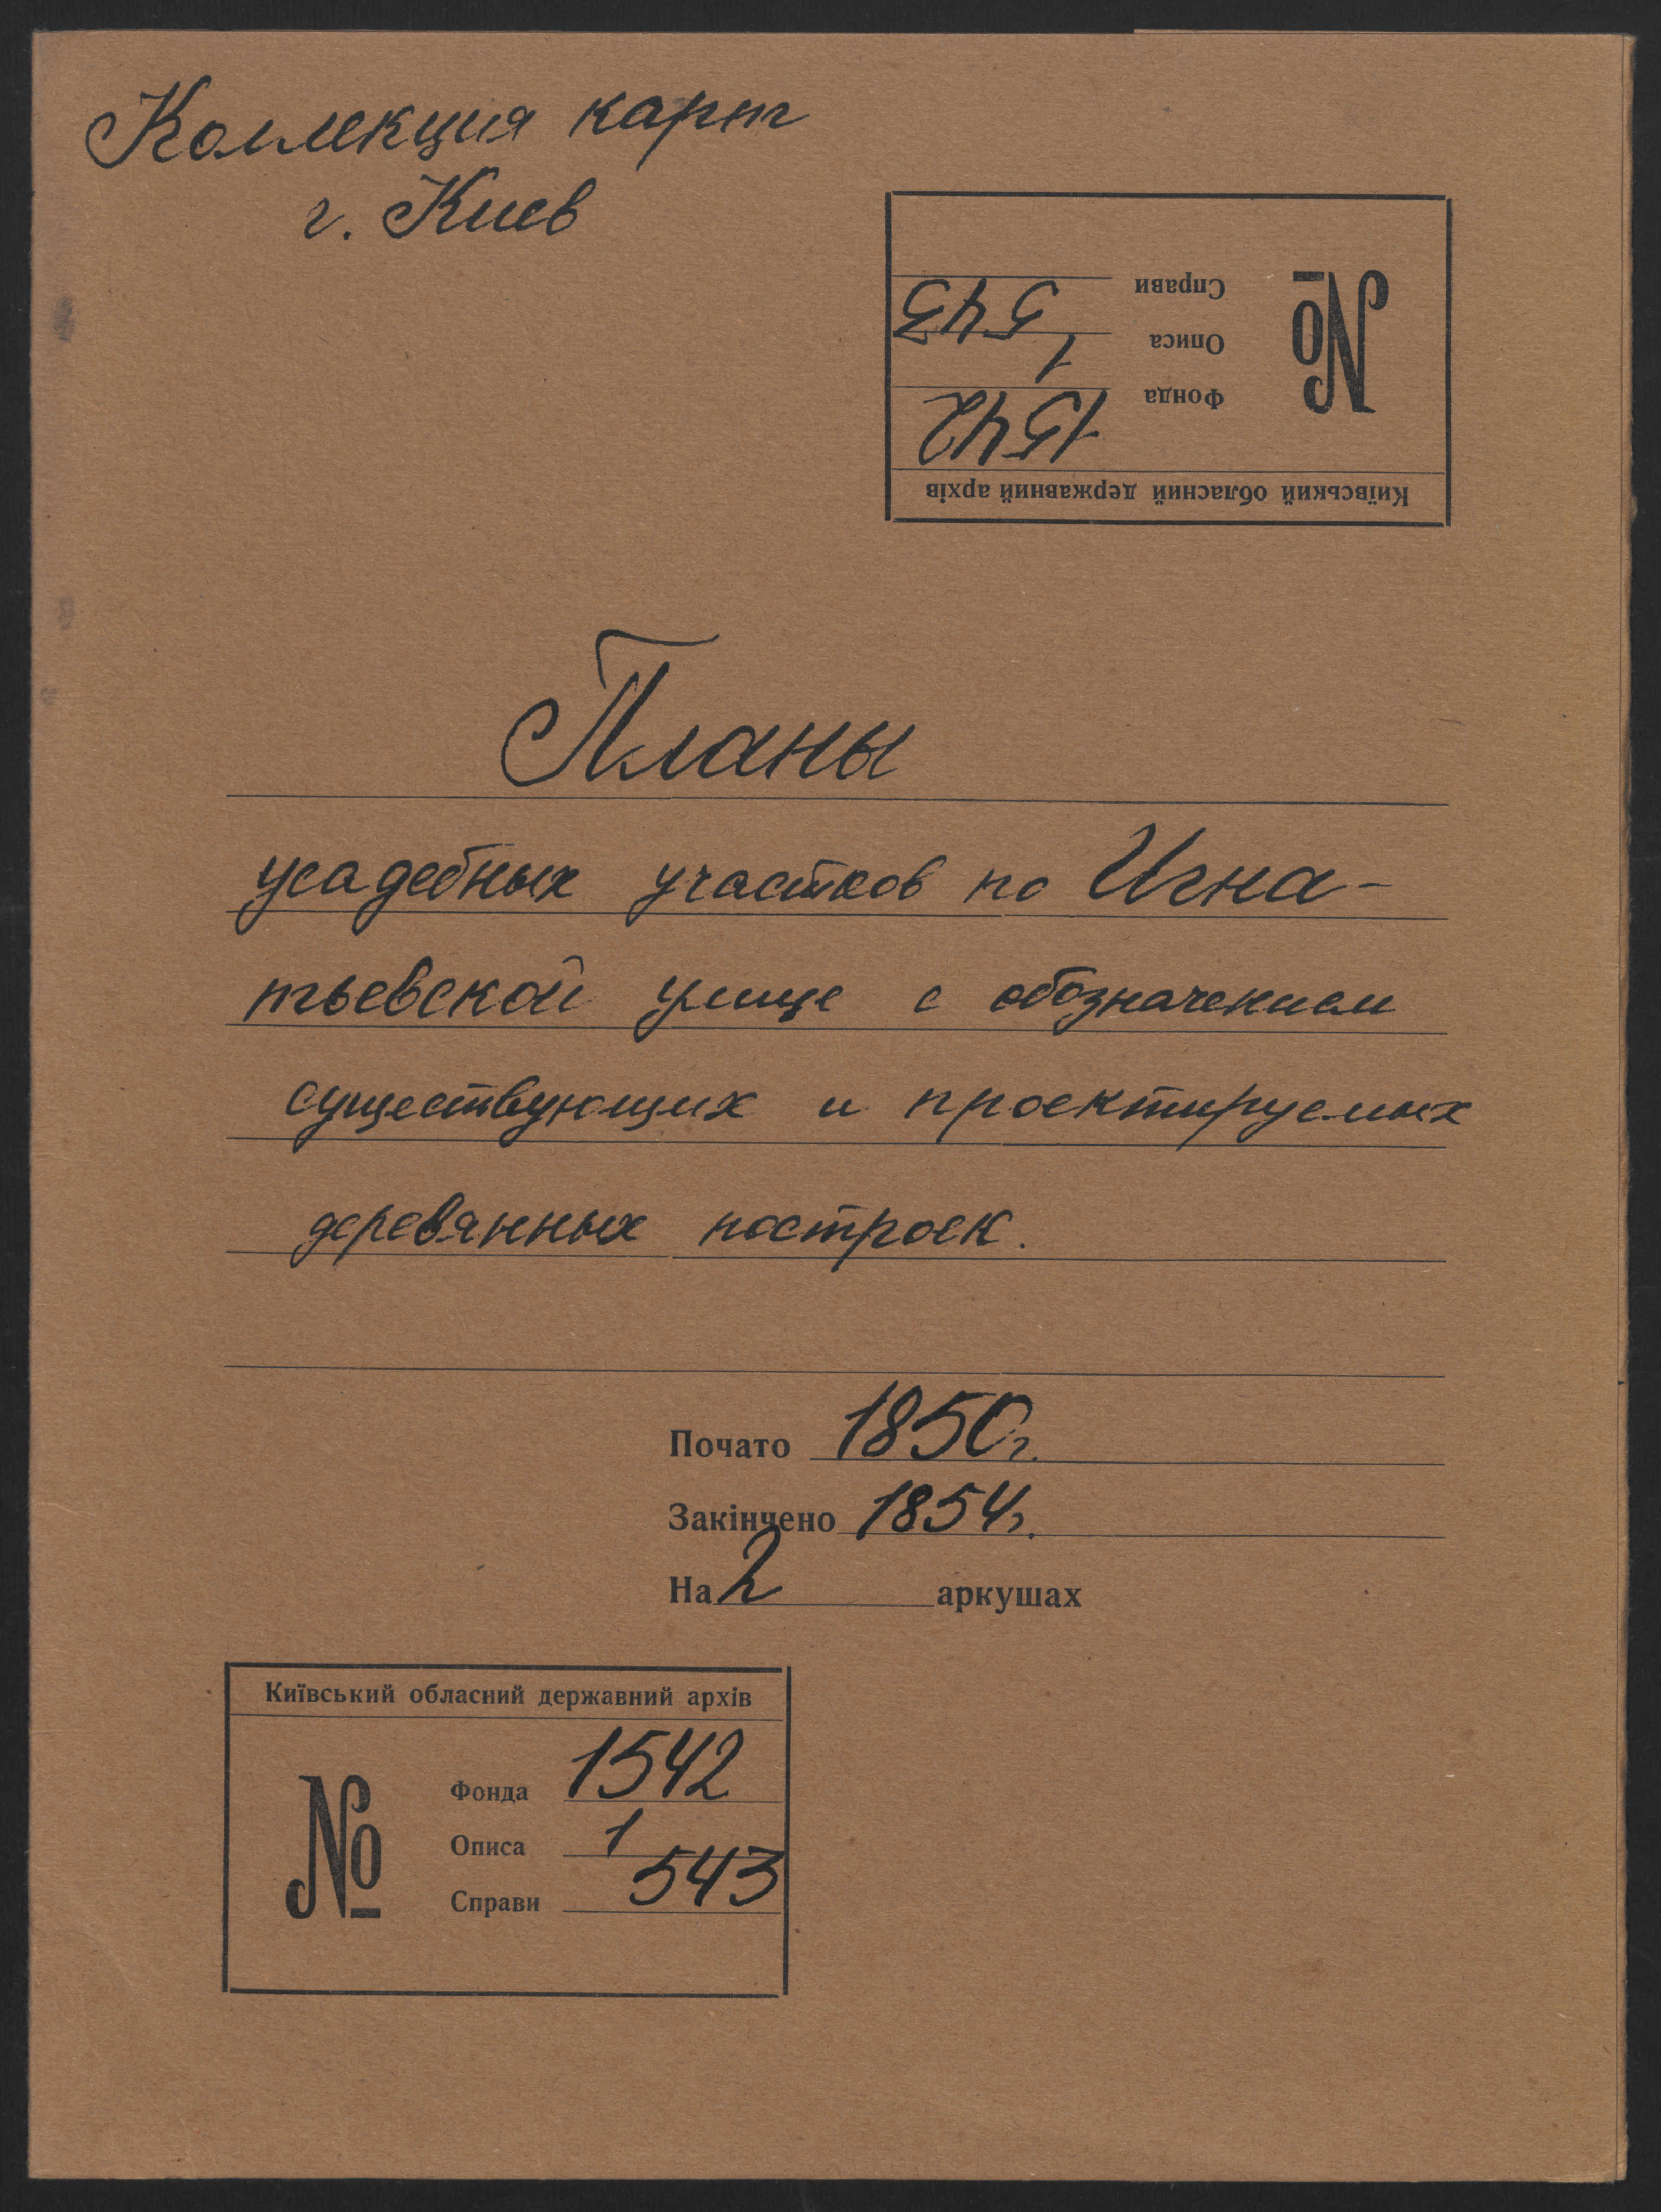 Коллекция карт
г. Киев
Київський обласний державний архів
№
Фонда 1542
Описа 1
Справи 543
Планы
усадебных участков по Игна-
тьевской улице с обозначением
существующих и проектируемых
деревянных построек.
Почато 1850г.
Закінчено 1854г.
На 2 аркушах
Київський обласний державний архів
№
Фонда 1542
Описа 1
Справи 543